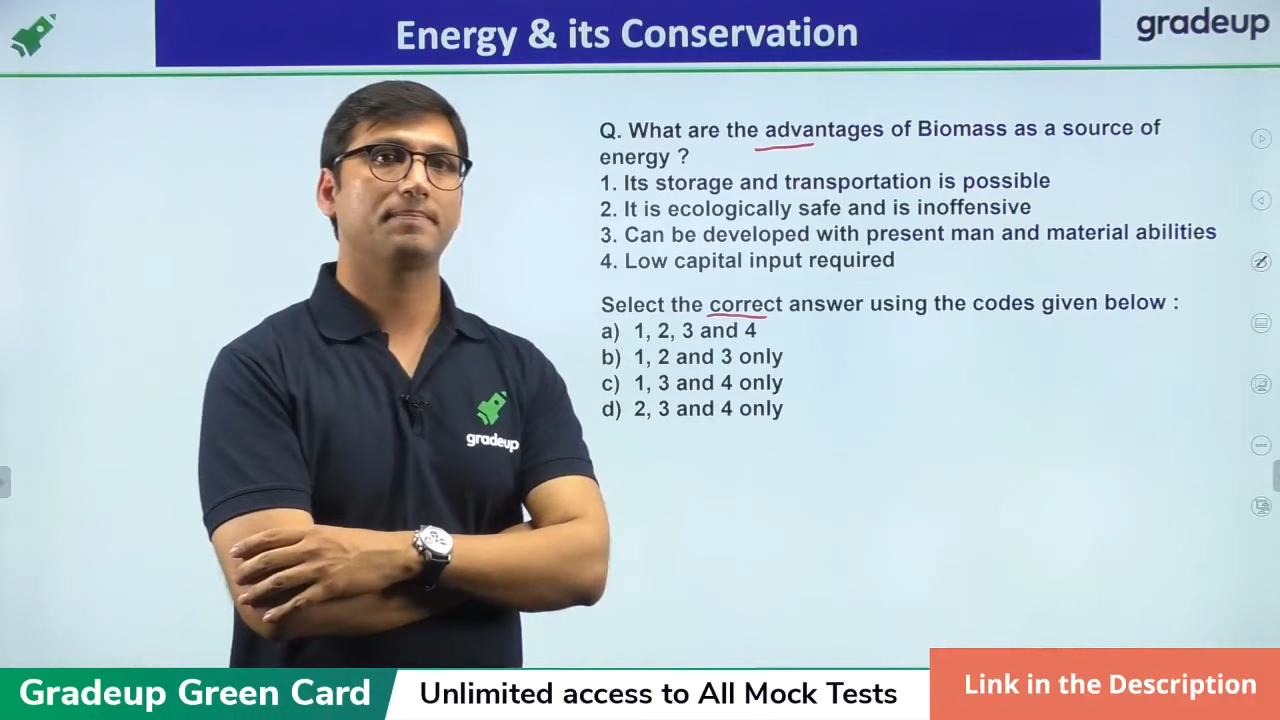 Energy & its Conservation
gradeup
Q. What are the advantages of Biomass as a source of
energy ?
1. Its storage and transportation is possible
2. It is ecologically safe and is inoffensive
3. Can be developed with present man and material abilities
4. Low capital input required
Select the correct answer using the codes given below :
a) 1, 2, 3 and 4
b) 1, 2 and 3 only
c) 1, 3 and 4 only
d) 2, 3 and 4 only
gradeup
Gradeup Green Card
Unlimited access to All Mock Tests
Link in the Description